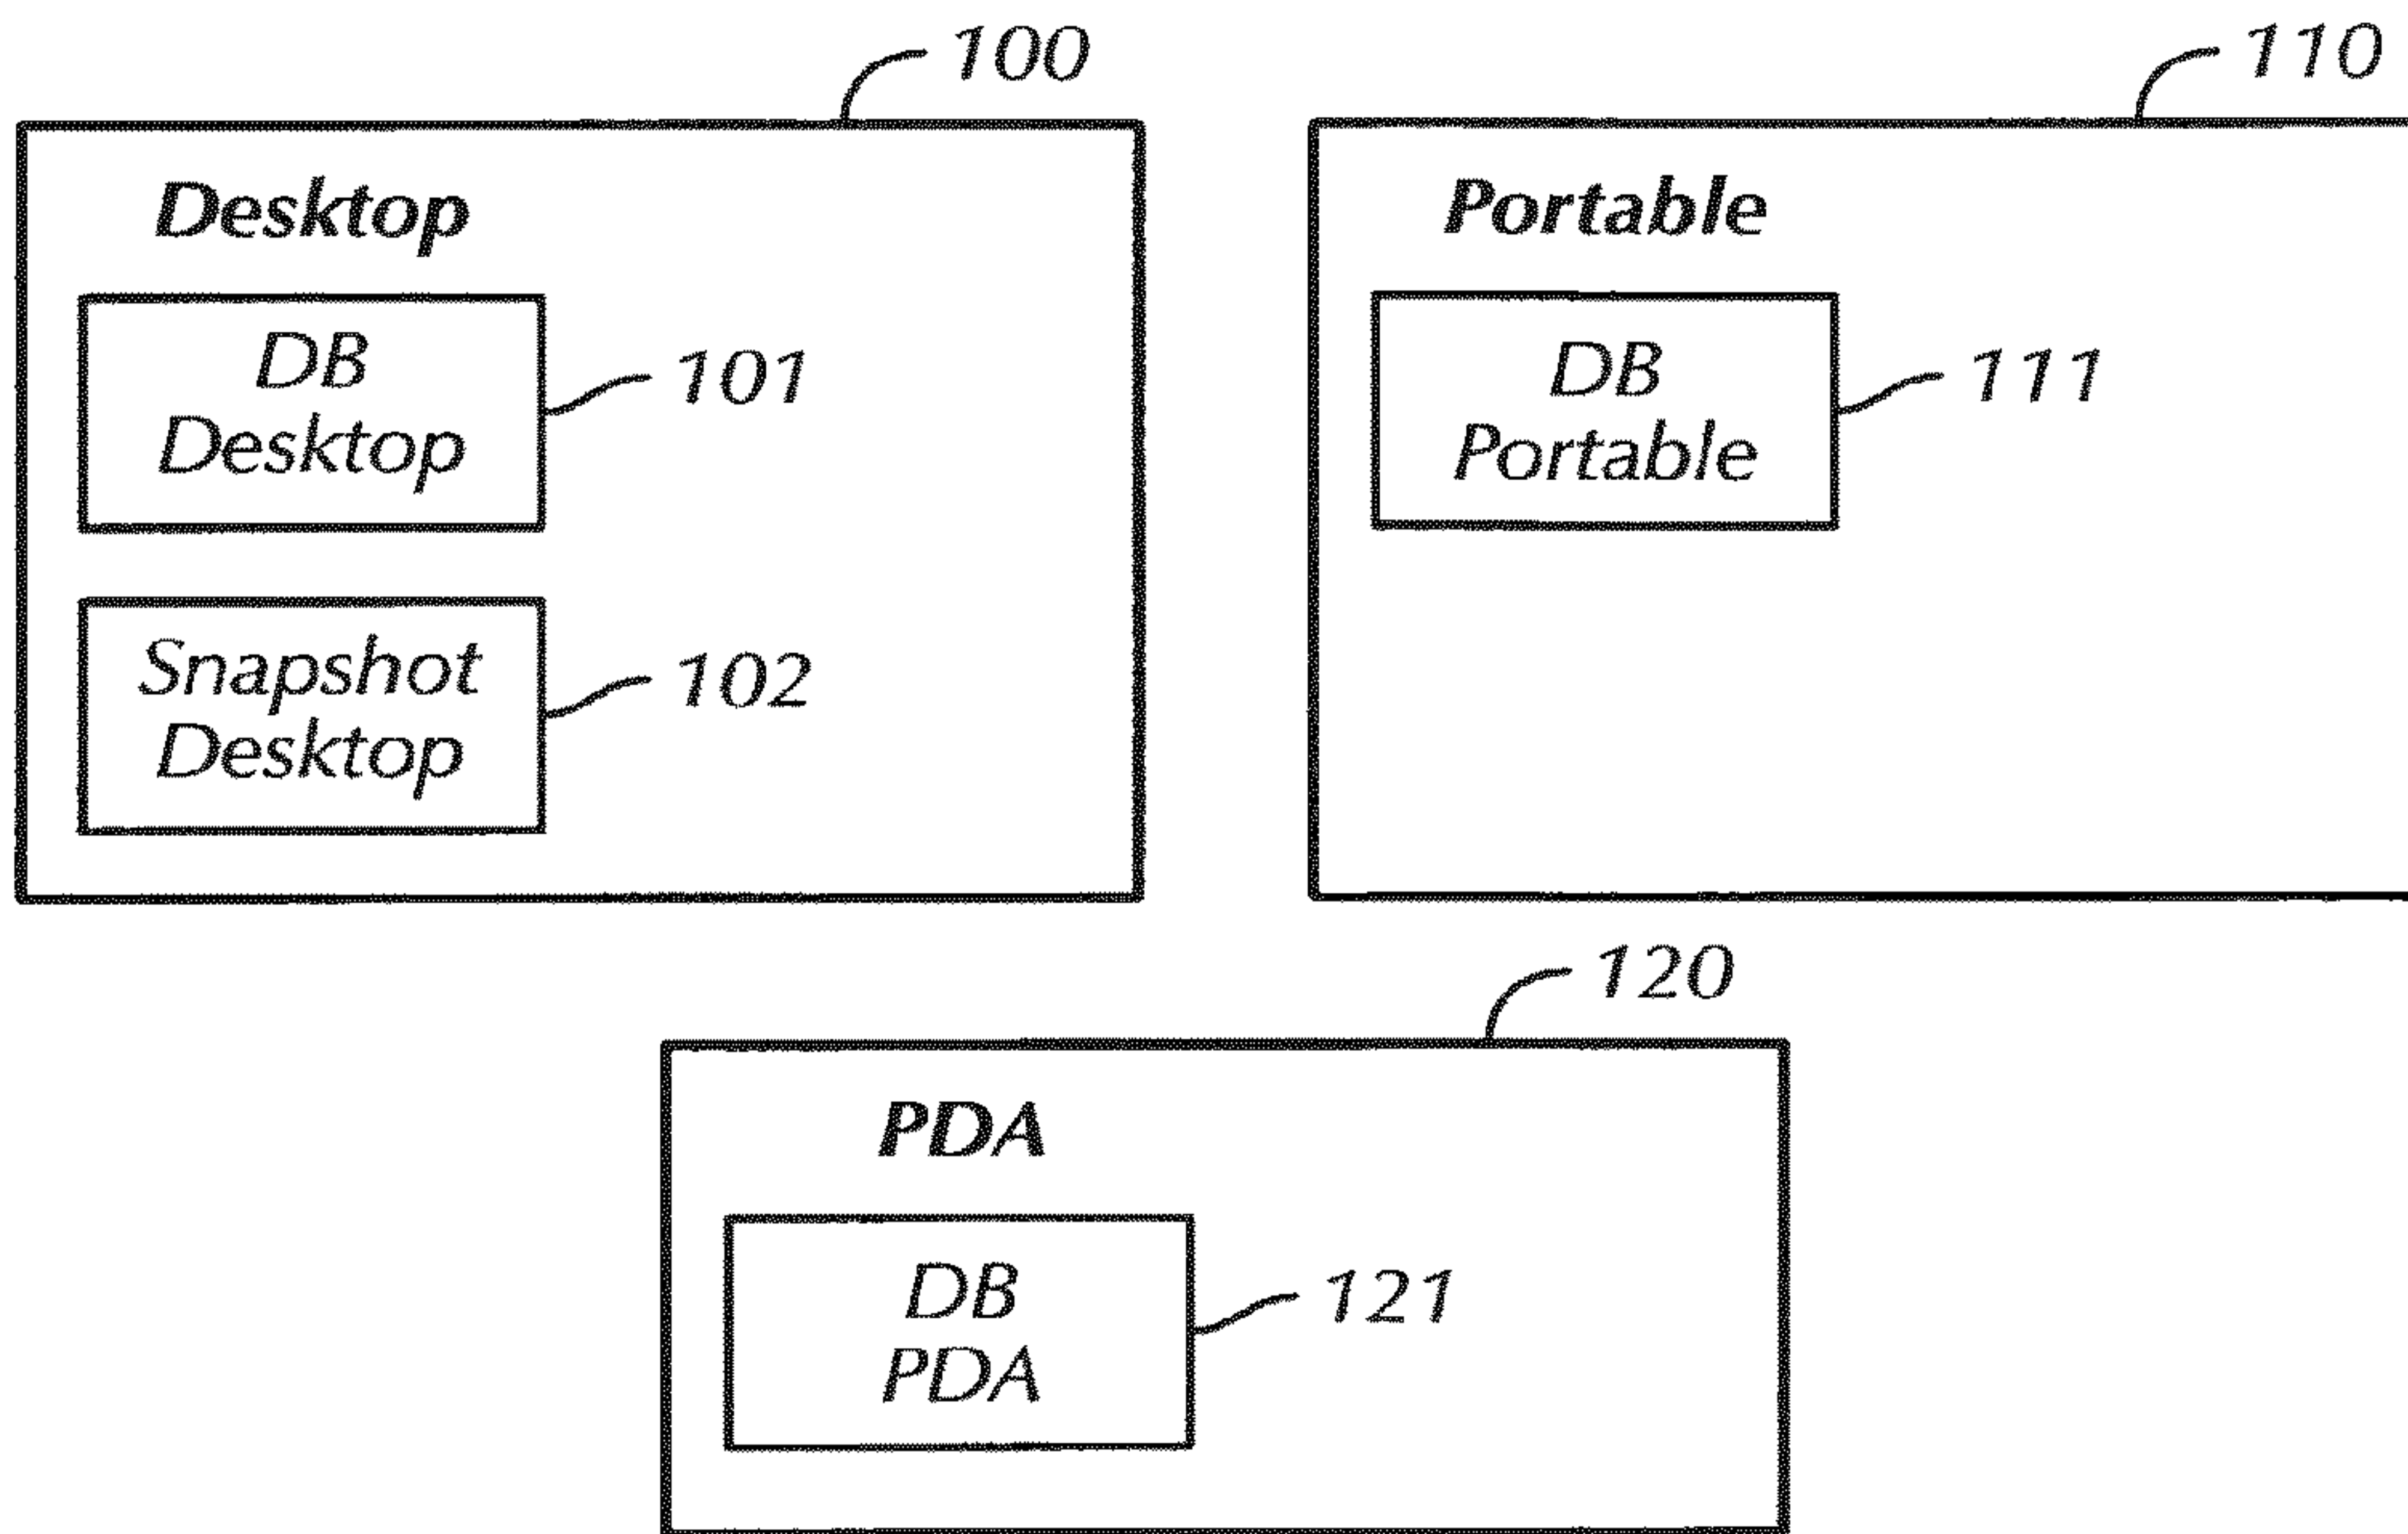 100
Desktop
DB
Desktop
101
Snapshot
Desktop
102
110
Portable
DB
Portable
111
120
PDA
DB
PDA
121